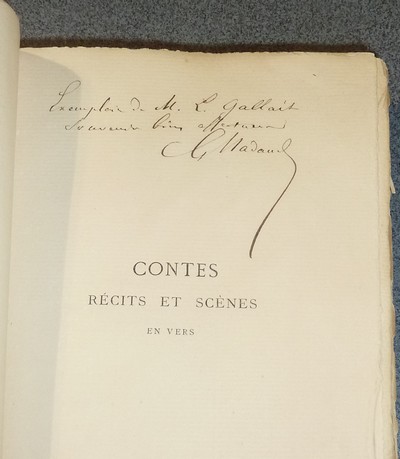 Exemplaire de M. L. Gallait
Souvenir bien affectueux
G. Nadaud
CONTES
RÉCITS ET SCÈNES
EN VERS